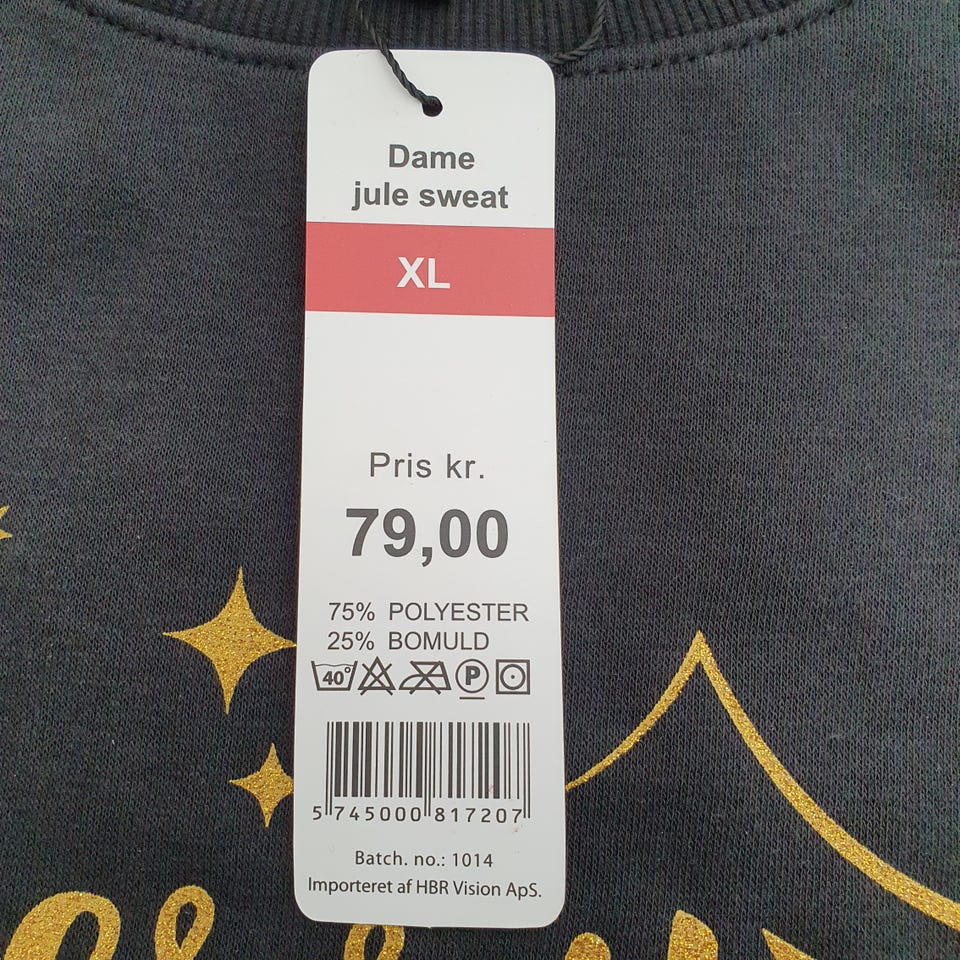 Dame
jule sweat
XL
Pris kr.
79,00
75% POLYESTER
25% BOMULD
40° P
5 745000 817207
Batch. no.: 1014
Importeret af HBR Vision ApS.